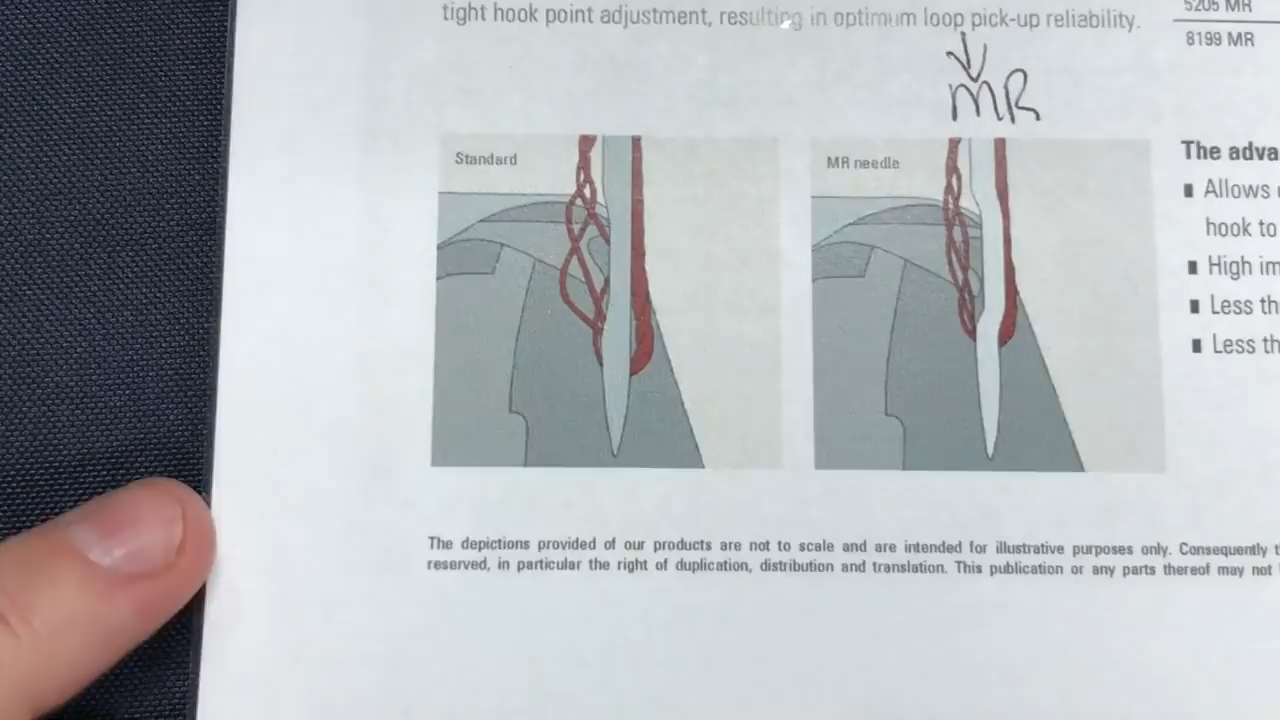 tight hook point adjustment, resulting in optimum loop pick-up reliability.
5205 MR
8199 MR
MR
Standard
MR needle
The adva
Allows
hook to
High im
Less th
Less th
The depictions provided of our products are not to scale and are intended for illustrative purposes only. Consequently t
reserved, in particular the right of duplication, distribution and translation. This publication or any parts thereof may not